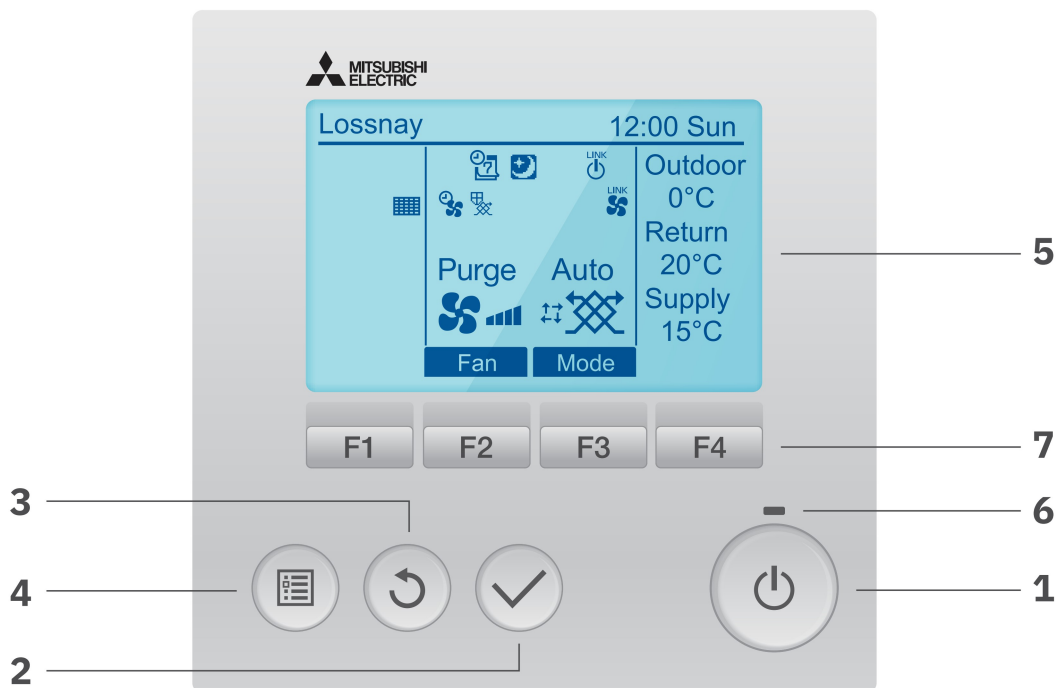 MITSUBISHI
ELECTRIC
Lossnay 12:00 Sun
7
LINK
LINK
Outdoor
0°C
Return
20°C
Supply
15°C
Purge Auto
Fan Mode
F1 F2 F3 F4
5
7
3
6
4
1
2